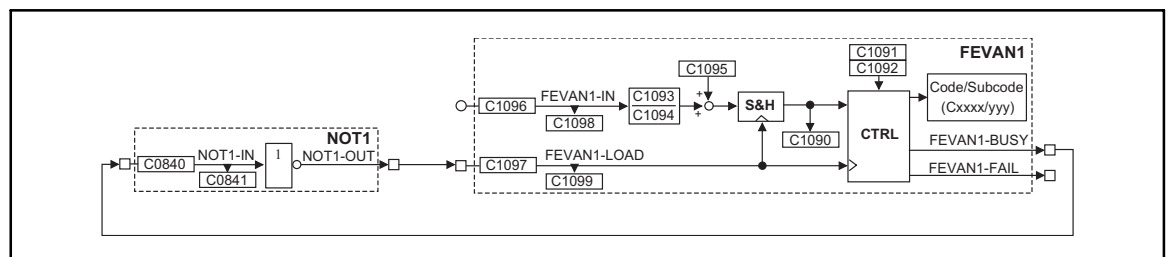 FEVAN1
C1091
C1092
C1095
Code/Subcode
(Cxxxx/yyy)
C1096
FEVAN1-IN
C1093
C1094
+
+
S&H
C1098
C1090
CTRL
NOT1
FEVAN1-BUSY
C0840
NOT1-IN
1
NOT1-OUT
C1097
FEVAN1-LOAD
FEVAN1-FAIL
C0841
C1099